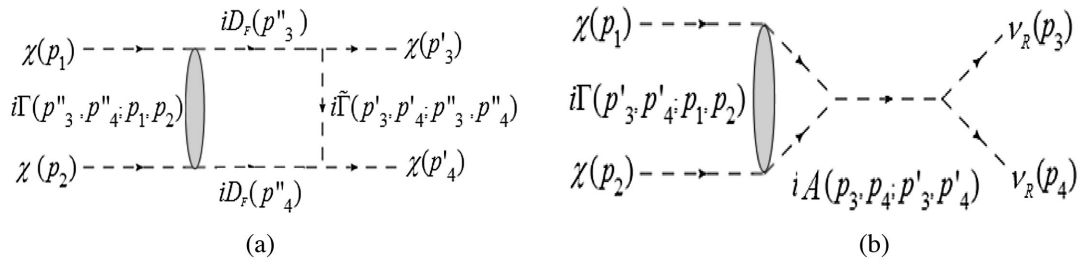 iD_F(p"_3)
χ(p_1)
χ(p'_3)
iΓ(p"_3,p"_4;p_1,p_2)
iΓ̃(p'_3,p'_4;p"_3,p"_4)
χ(p_2)
χ(p'_4)
iD_F(p"_4)
(a)
χ(p_1)
ν_R(p_3)
iΓ(p'_3,p'_4;p_1,p_2)
χ(p_2)
iA(p_3,p_4;p'_3,p'_4)
ν_R(p_4)
(b)